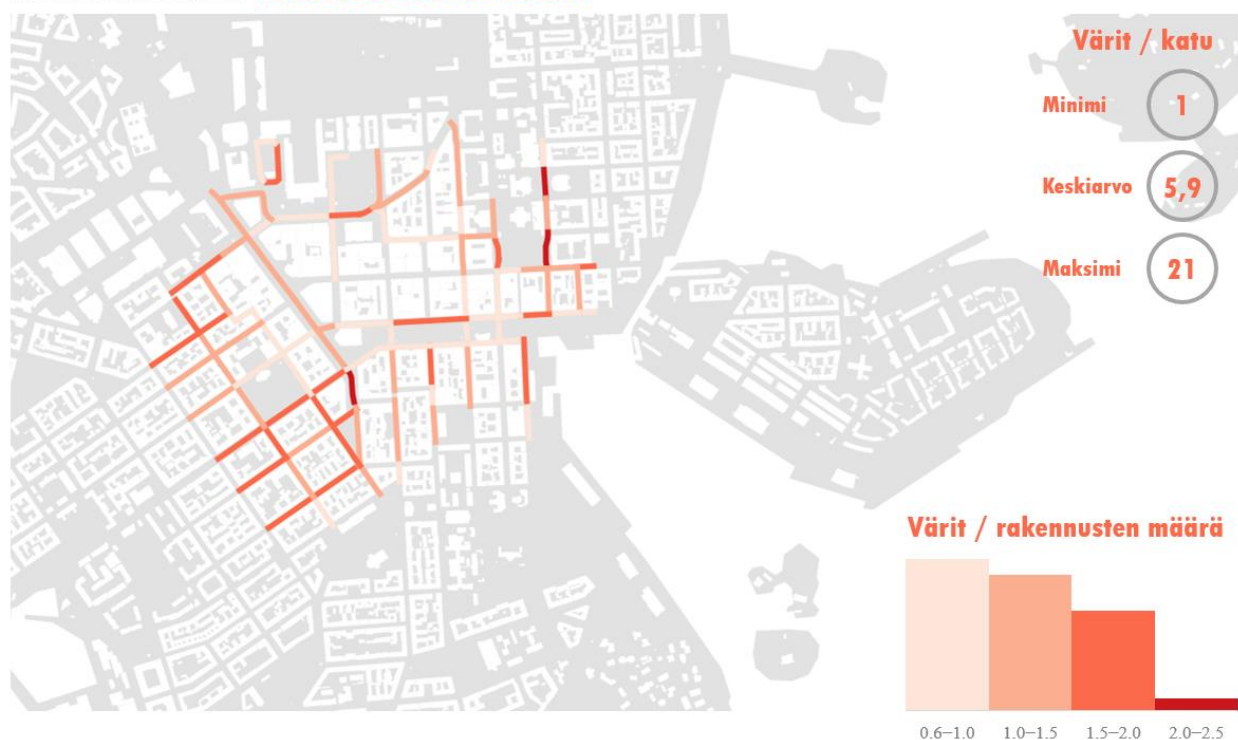 Värit / katu
Minimi 1
Keskiarvo 5,9
Maksimi 21
Värit / rakennusten määrä
0.6–1.0 1.0–1.5 1.5–2.0 2.0–2.5